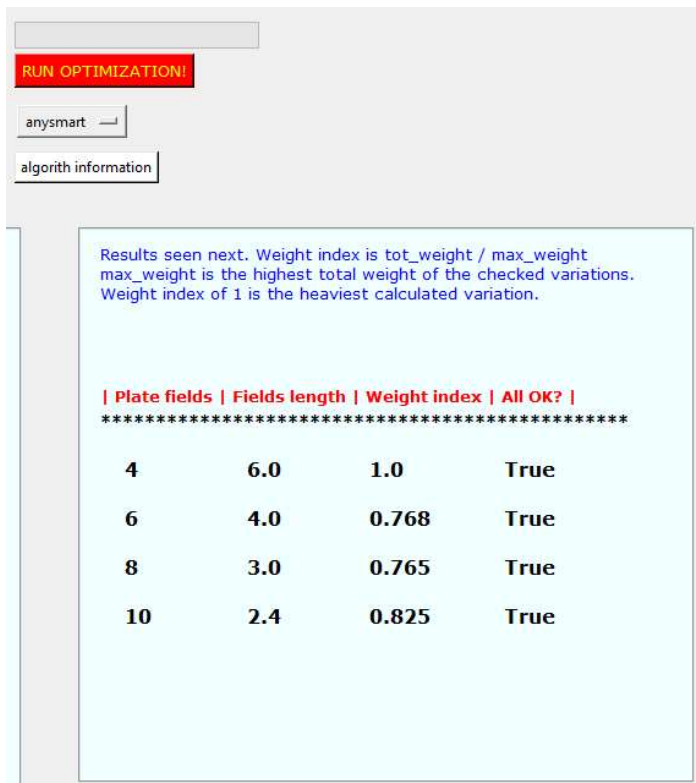 RUN OPTIMIZATION!
anysmart
algorith information
Results seen next. Weight index is tot_weight / max_weight
max_weight is the highest total weight of the checked variations.
Weight index of 1 is the heaviest calculated variation.
| Plate fields | Fields length | Weight index | All OK? |
************************************************
4 6.0 1.0 True
6 4.0 0.768 True
8 3.0 0.765 True
10 2.4 0.825 True